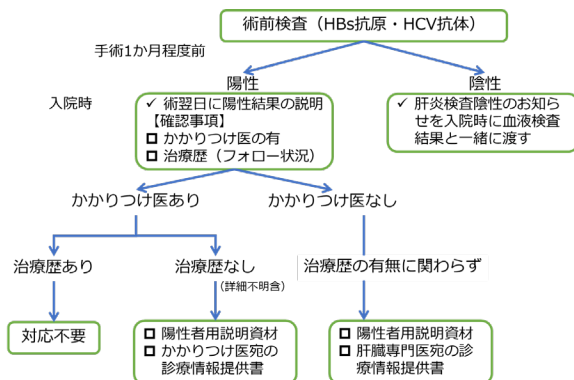 術前検査（HBs抗原・HCV抗体）
手術1か月程度前
陽性
陰性
入院時
✓ 術翌日に陽性結果の説明
【確認事項】
□ かかりつけ医の有
□ 治療歴（フォロー状況）
✓ 肝炎検査陰性のお知ら
せを入院時に血液検査
結果と一緒に渡す
かかりつけ医あり
かかりつけ医なし
治療歴あり
治療歴なし
（詳細不明含）
治療歴の有無に関わらず
対応不要
□ 陽性者用説明資材
□ かかりつけ医宛の
診療情報提供書
□ 陽性者用説明資材
□ 肝臓専門医宛の診
療情報提供書